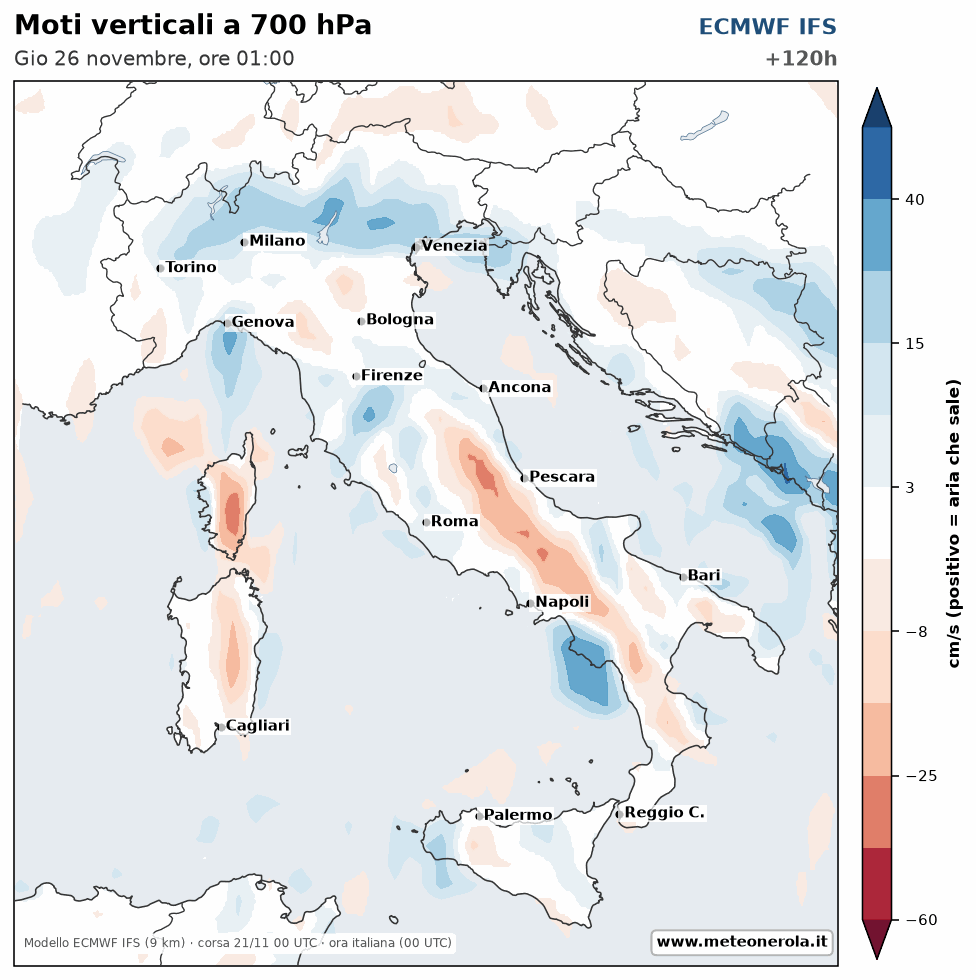 Moti verticali a 700 hPa
ECMWF IFS
Gio 26 novembre, ore 01:00
+120h
Milano
Venezia
Torino
Genova
Bologna
Firenze
Ancona
Pescara
Roma
Bari
Napoli
Cagliari
Palermo
Reggio C.
40
15
3
−8
−25
−60
cm/s (positivo = aria che sale)
Modello ECMWF IFS (9 km) · corsa 21/11 00 UTC · ora italiana (00 UTC)
www.meteonerola.it